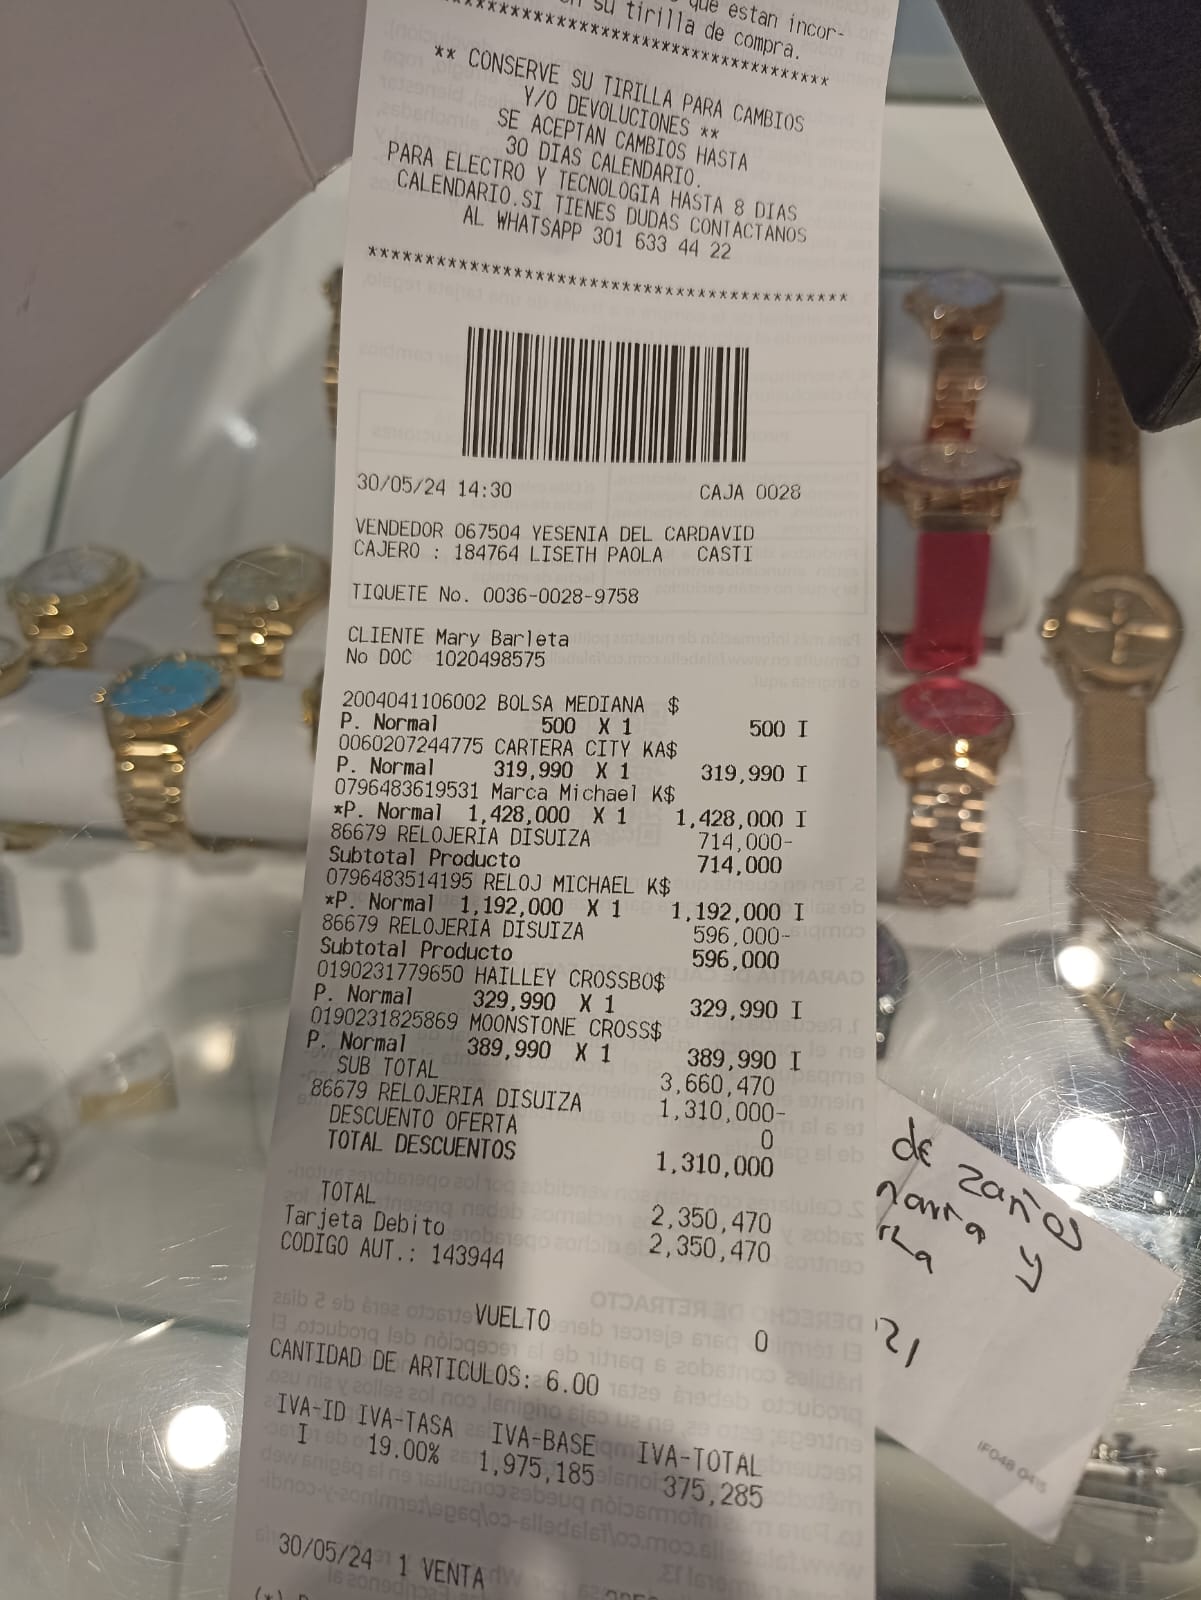 que estan incor-
su tirilla de compra.
****************************************
** CONSERVE SU TIRILLA PARA CAMBIOS
Y/O DEVOLUCIONES **
SE ACEPTAN CAMBIOS HASTA
30 DIAS CALENDARIO.
PARA ELECTRO Y TECNOLOGIA HASTA 8 DIAS
CALENDARIO.SI TIENES DUDAS CONTACTANOS
AL WHATSAPP 301 633 44 22
******************************************
30/05/24 14:30 CAJA 0028
VENDEDOR 067504 YESENIA DEL CARDAVID
CAJERO : 184764 LISETH PAOLA CASTI
TIQUETE No. 0036-0028-9758
CLIENTE Mary Barleta
No DOC 1020498575
2004041106002 BOLSA MEDIANA $
P. Normal 500 X 1 500 I
0060207244775 CARTERA CITY KA$
P. Normal 319,990 X 1 319,990 I
0796483619531 Marca Michael K$
*P. Normal 1,428,000 X 1 1,428,000 I
86679 RELOJERIA DISUIZA 714,000-
Subtotal Producto 714,000
0796483514195 RELOJ MICHAEL K$
*P. Normal 1,192,000 X 1 1,192,000 I
86679 RELOJERIA DISUIZA 596,000-
Subtotal Producto 596,000
0190231779650 HAILLEY CROSSBO$
P. Normal 329,990 X 1 329,990 I
0190231825869 MOONSTONE CROSS$
P. Normal 389,990 X 1 389,990 I
SUB TOTAL 3,660,470
86679 RELOJERIA DISUIZA 1,310,000-
DESCUENTO OFERTA 0
TOTAL DESCUENTOS 1,310,000
TOTAL 2,350,470
Tarjeta Debito 2,350,470
CODIGO AUT.: 143944
VUELTO 0
CANTIDAD DE ARTICULOS: 6.00
IVA-ID IVA-TASA IVA-BASE IVA-TOTAL
I 19.00% 1,975,185 375,285
30/05/24 1 VENTA
de
y
IF048 0415